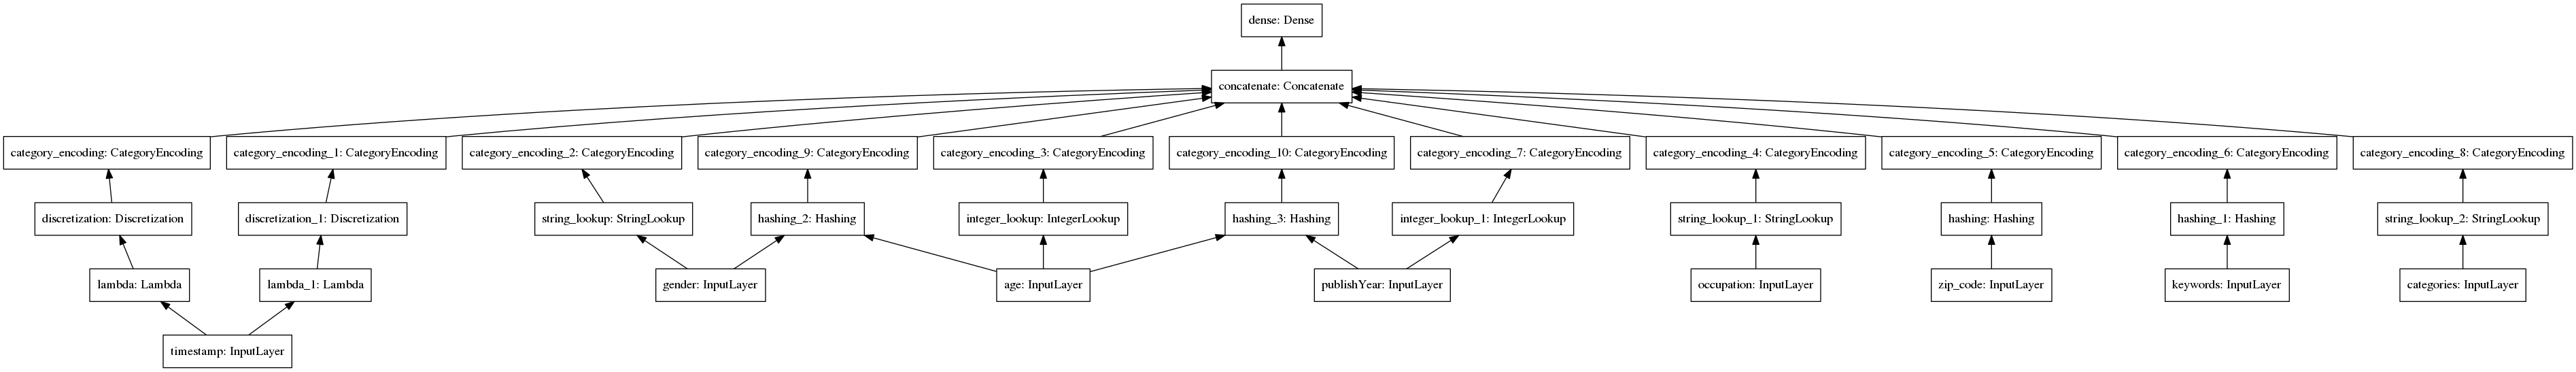 dense: Dense
concatenate: Concatenate
category_encoding: CategoryEncoding
category_encoding_1: CategoryEncoding
category_encoding_2: CategoryEncoding
category_encoding_9: CategoryEncoding
category_encoding_3: CategoryEncoding
category_encoding_10: CategoryEncoding
category_encoding_7: CategoryEncoding
category_encoding_4: CategoryEncoding
category_encoding_5: CategoryEncoding
category_encoding_6: CategoryEncoding
category_encoding_8: CategoryEncoding
discretization: Discretization
discretization_1: Discretization
string_lookup: StringLookup
hashing_2: Hashing
integer_lookup: IntegerLookup
hashing_3: Hashing
integer_lookup_1: IntegerLookup
string_lookup_1: StringLookup
hashing: Hashing
hashing_1: Hashing
string_lookup_2: StringLookup
lambda: Lambda
lambda_1: Lambda
gender: InputLayer
age: InputLayer
publishYear: InputLayer
occupation: InputLayer
zip_code: InputLayer
keywords: InputLayer
categories: InputLayer
timestamp: InputLayer